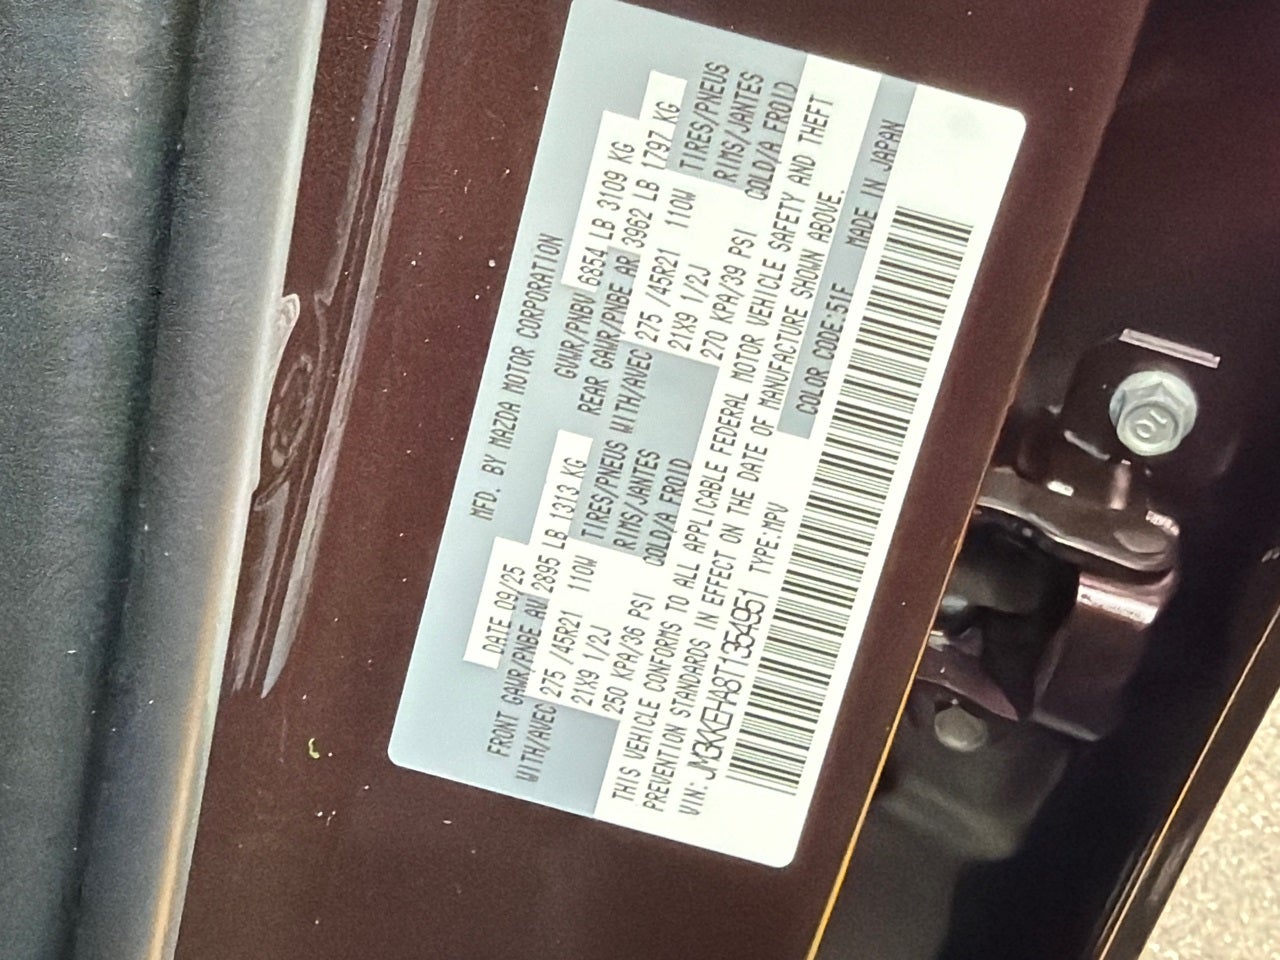 MFD. BY MAZDA MOTOR CORPORATION
DATE 09/25 GVWR/PNBV 6854 LB 3109 KG
FRONT GAWR/PNBE AV 2895 LB 1313 KG REAR GAWR/PNBE AR 3962 LB 1797 KG
WITH/AVEC 275 /45R21 110W TIRES/PNEUS WITH/AVEC 275 /45R21 110W TIRES/PNEUS
21X9 1/2J RIMS/JANTES 21X9 1/2J RIMS/JANTES
250 KPA/36 PSI COLD/A FROID 270 KPA/39 PSI COLD/A FROID
THIS VEHICLE CONFORMS TO ALL APPLICABLE FEDERAL MOTOR VEHICLE SAFETY AND THEFT
PREVENTION STANDARDS IN EFFECT ON THE DATE OF MANUFACTURE SHOWN ABOVE.
VIN: JM3KKEHA8T1354951 TYPE:MPV COLOR CODE:51F MADE IN JAPAN